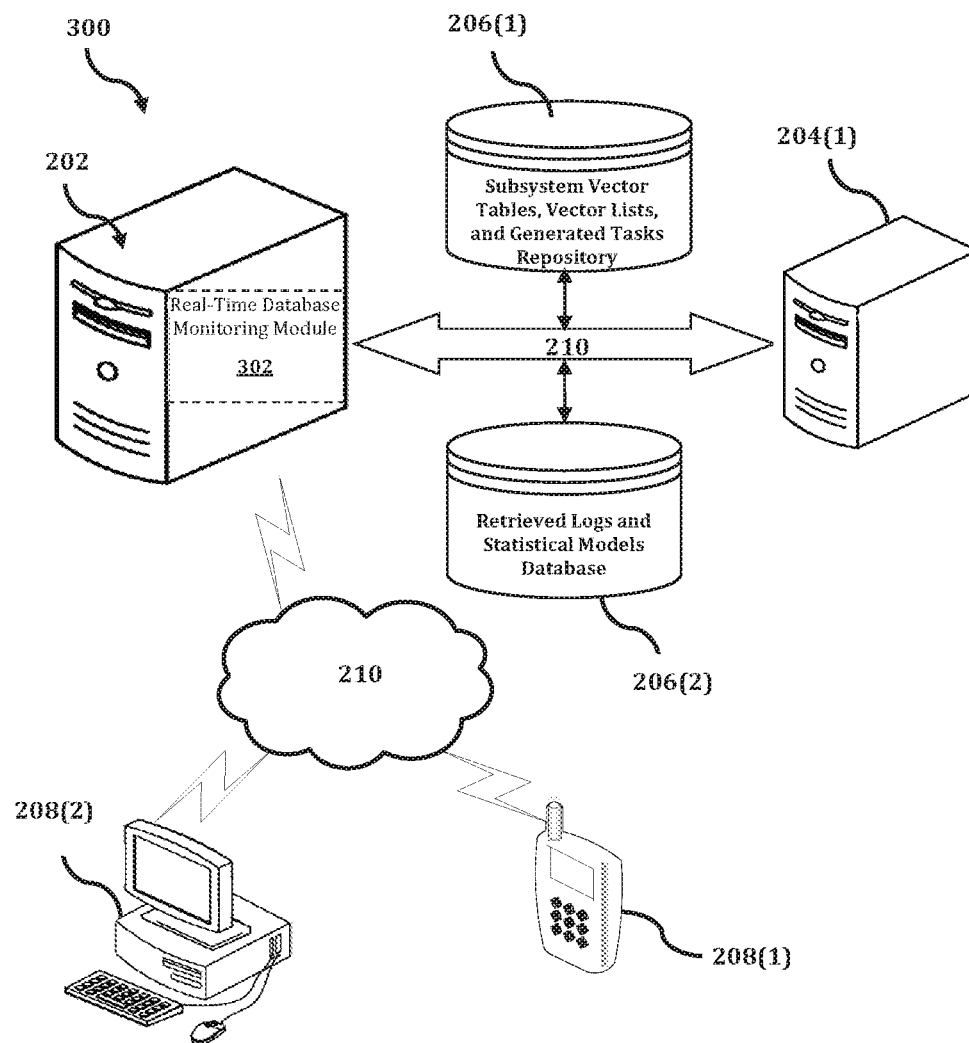 300
206(1)
202
204(1)
Subsystem Vector
Tables, Vector Lists,
and Generated Tasks
Repository
Real-Time Database
Monitoring Module
302
210
Retrieved Logs and
Statistical Models
Database
210
206(2)
208(2)
208(1)